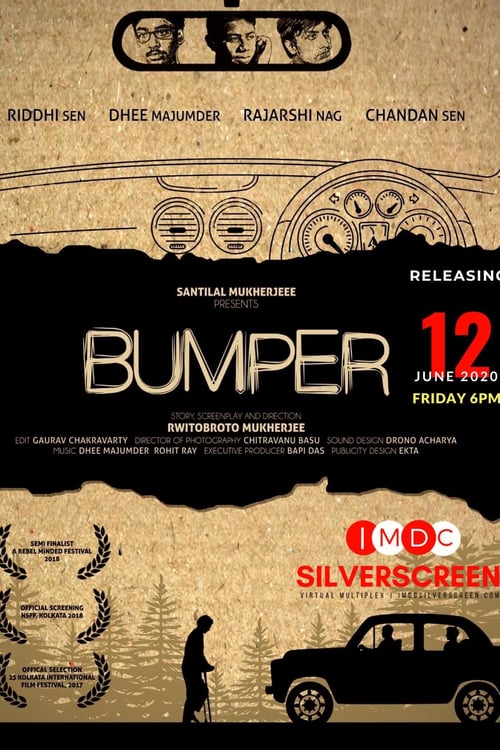 RIDDHI SEN DHEE MAJUMDER RAJARSHI NAG CHANDAN SEN
SANTILAL MUKHERJEEE
PRESENTS
BUMPER
RELEASING
12
JUNE 2020
FRIDAY 6PM
STORY, SCREENPLAY AND DIRECTION
RWITOBROTO MUKHERJEE
EDIT GAURAV CHAKRAVARTY DIRECTOR OF PHOTOGRAPHY CHITRAVANU BASU SOUND DESIGN DRONO ACHARYA
MUSIC DHEE MAJUMDER ROHIT RAY EXECUTIVE PRODUCER BAPI DAS PUBLICITY DESIGN EKTA
SEMI FINALIST
& REBEL MINDED FESTIVAL
2018
OFFICIAL SCREENING
NSFF, KOLKATA 2018
OFFICAL SELECTION
23 KOLKATA INTERNATIONAL
FILM FESTIVAL, 2017
IMDC
SILVERSCREEN
VIRTUAL MULTIPLEX | IMDCSILVERSCREEN.COM